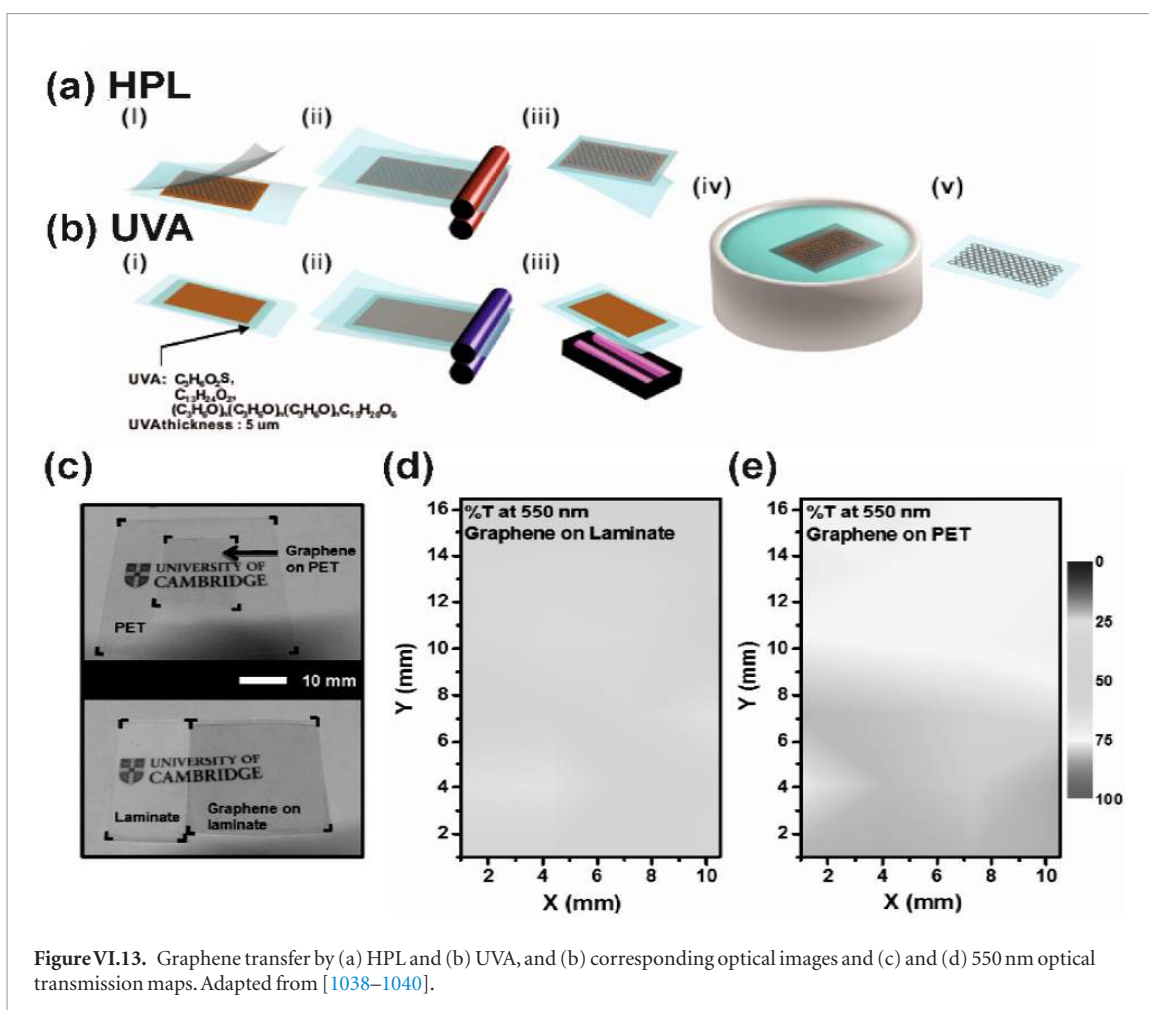 (a) HPL
(I)
(ii)
(iii)
(iv)
(v)
(b) UVA
(i)
(ii)
(iii)
UVA: C₃H₆O₂S,
C₁₃H₂₄O₂,
(C₃H₆O)ₙ(C₃H₆O)ₙ(C₃H₆O)ₙC₁₅H₂₀O₆
UVAthickness : 5 um
(c)
Graphene
on PET
UNIVERSITY OF
CAMBRIDGE
PET
10 mm
UNIVERSITY OF
CAMBRIDGE
Laminate
Graphene on
laminate
(d)
%T at 550 nm
Graphene on Laminate
16
14
12
10
8
6
4
2
Y (mm)
2 4 6 8 10
X (mm)
(e)
%T at 550 nm
Graphene on PET
16
14
12
10
8
6
4
2
Y (mm)
2 4 6 8 10
X (mm)
0
25
50
75
100
Figure VI.13. Graphene transfer by (a) HPL and (b) UVA, and (b) corresponding optical images and (c) and (d) 550 nm optical
transmission maps. Adapted from [1038–1040].